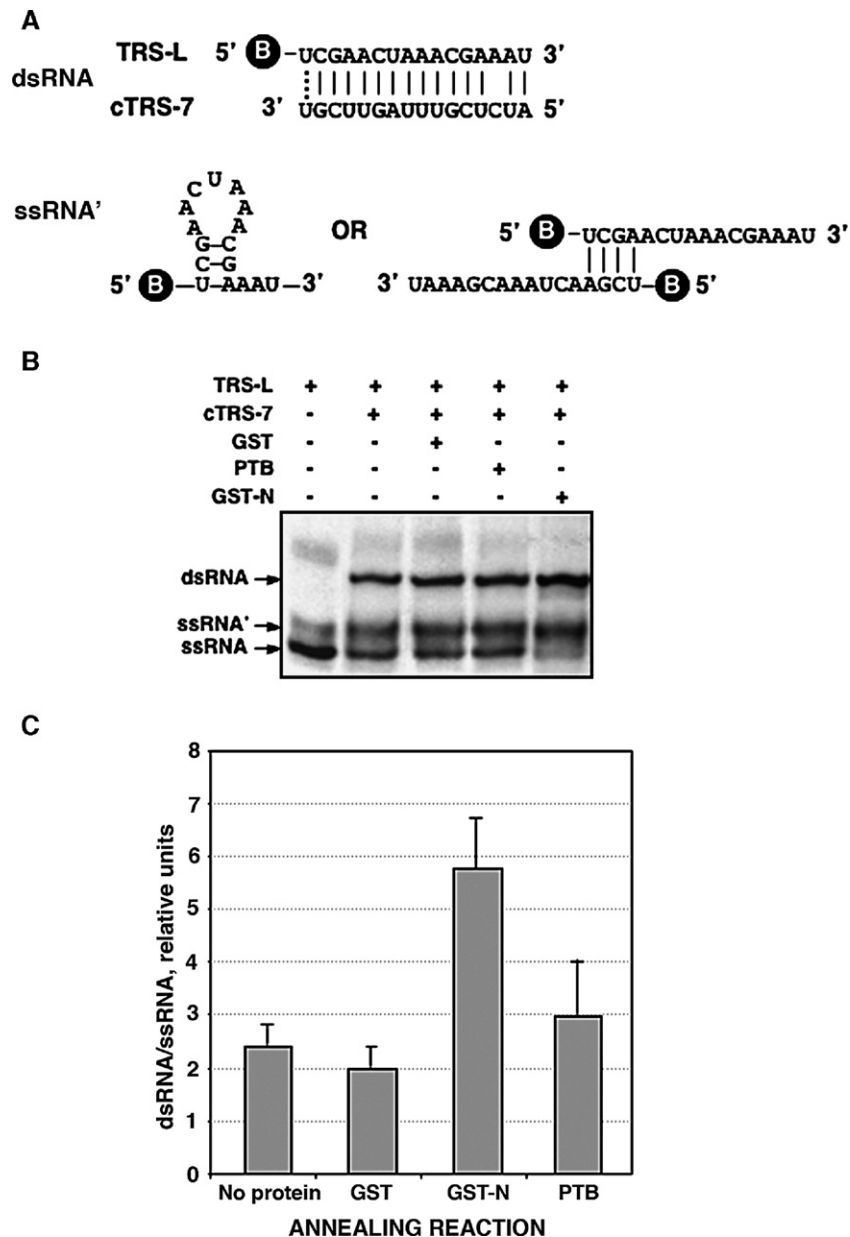 A
TRS-L 5' B –UCGAACUAAACGAAAU 3'
dsRNA
cTRS-7 3' UGCUUGAUUUGCUCUA 5'
ssRNA'
A A C U A A A
G–C
C–G
5' B –U–AAAU–3'
OR
5' B –UCGAACUAAACGAAAU 3'
3' UAAAGCAAAUCAAGCU– B 5'
B
TRS-L + + + + +
cTRS-7 - + + + +
GST - - + - -
PTB - - - + -
GST-N - - - - +
dsRNA
ssRNA'
ssRNA
C
8
7
6
5
4
3
2
1
0
dsRNA/ssRNA, relative units
No protein GST GST-N PTB
ANNEALING REACTION